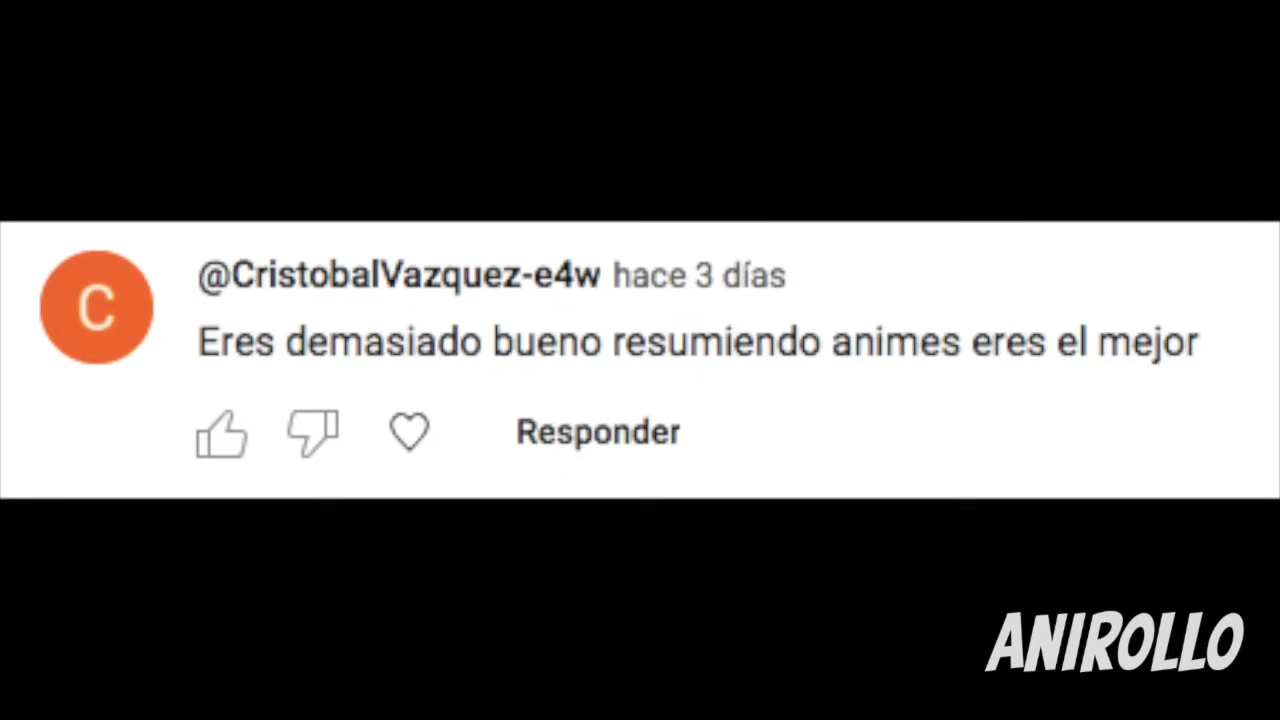 C
@CristobalVazquez-e4w hace 3 días
Eres demasiado bueno resumiendo animes eres el mejor
Responder
ANIROLLO